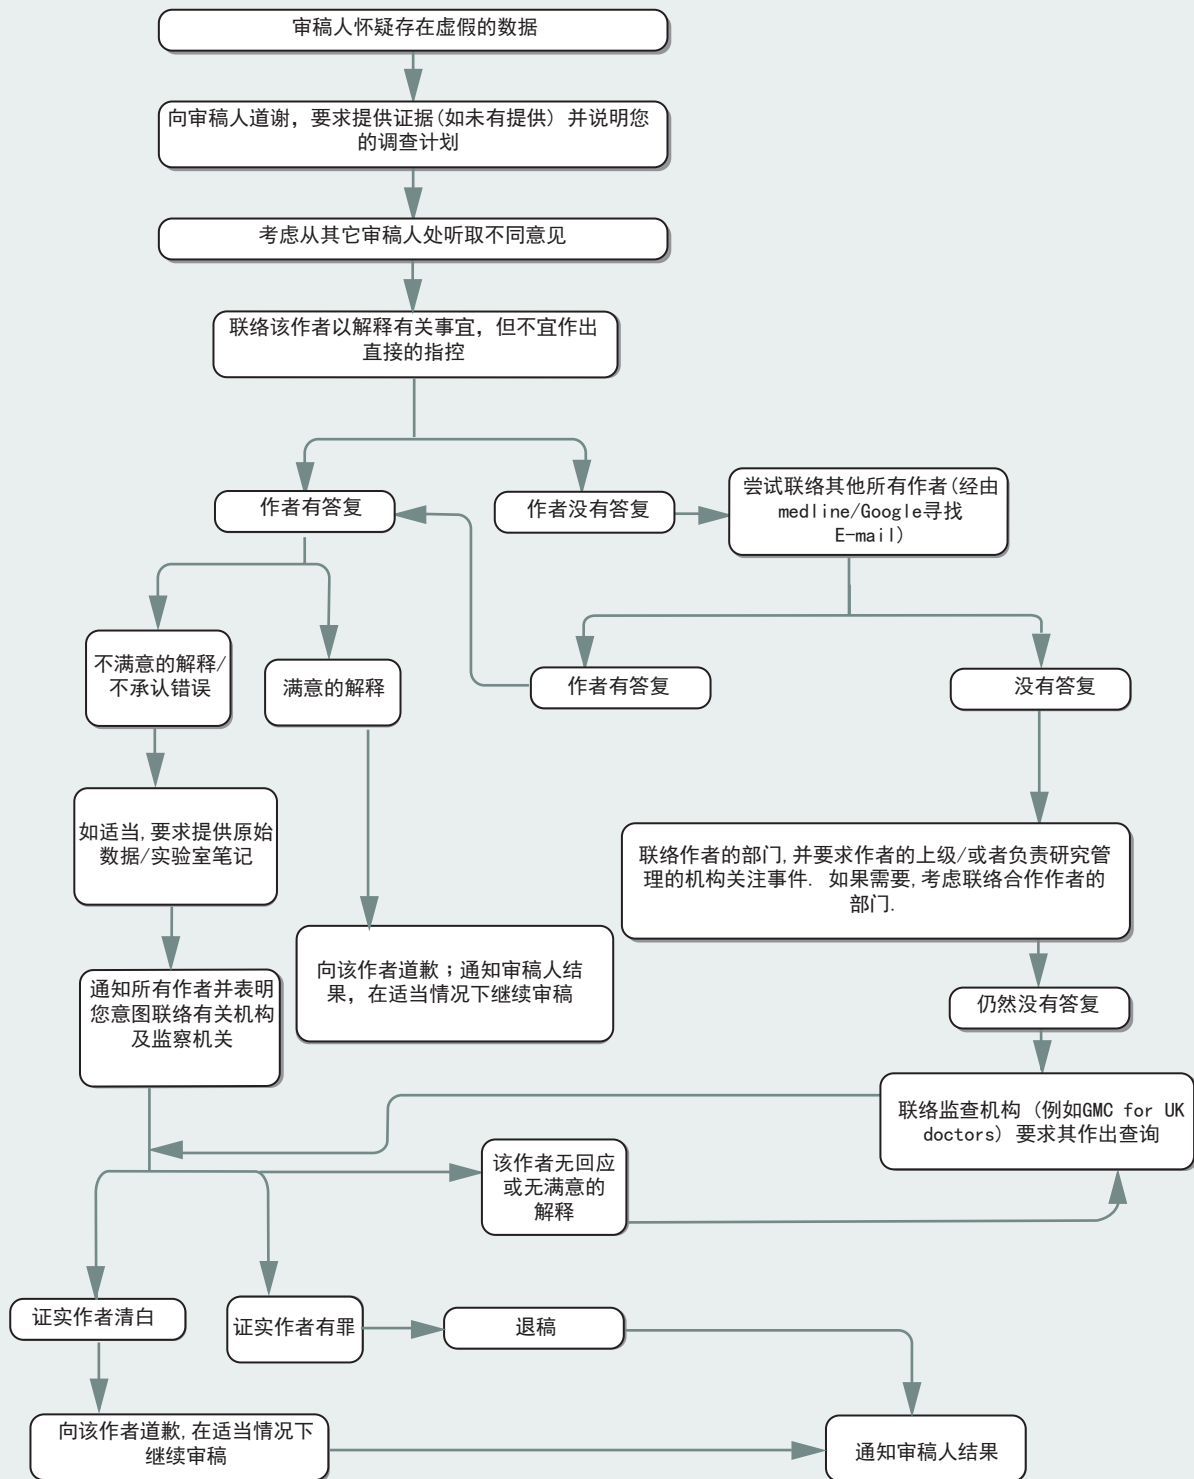 审稿人怀疑存在虚假的数据
向审稿人道谢，要求提供证据(如未有提供) 并说明您
的调查计划
考虑从其它审稿人处听取不同意见
联络该作者以解释有关事宜，但不宜作出
直接的指控
作者有答复
作者没有答复
尝试联络其他所有作者(经由
medline/Google寻找
E-mail)
不满意的解释/
不承认错误
满意的解释
作者有答复
没有答复
如适当,要求提供原始
数据/实验室笔记
联络作者的部门,并要求作者的上级/或者负责研究管
理的机构关注事件. 如果需要,考虑联络合作作者的
部门.
向该作者道歉；通知审稿人结
果，在适当情况下继续审稿
通知所有作者并表明
您意图联络有关机构
及监察机关
仍然没有答复
联络监查机构 (例如GMC for UK
doctors) 要求其作出查询
该作者无回应
或无满意的
解释
证实作者清白
证实作者有罪
退稿
向该作者道歉,在适当情况下
继续审稿
通知审稿人结果